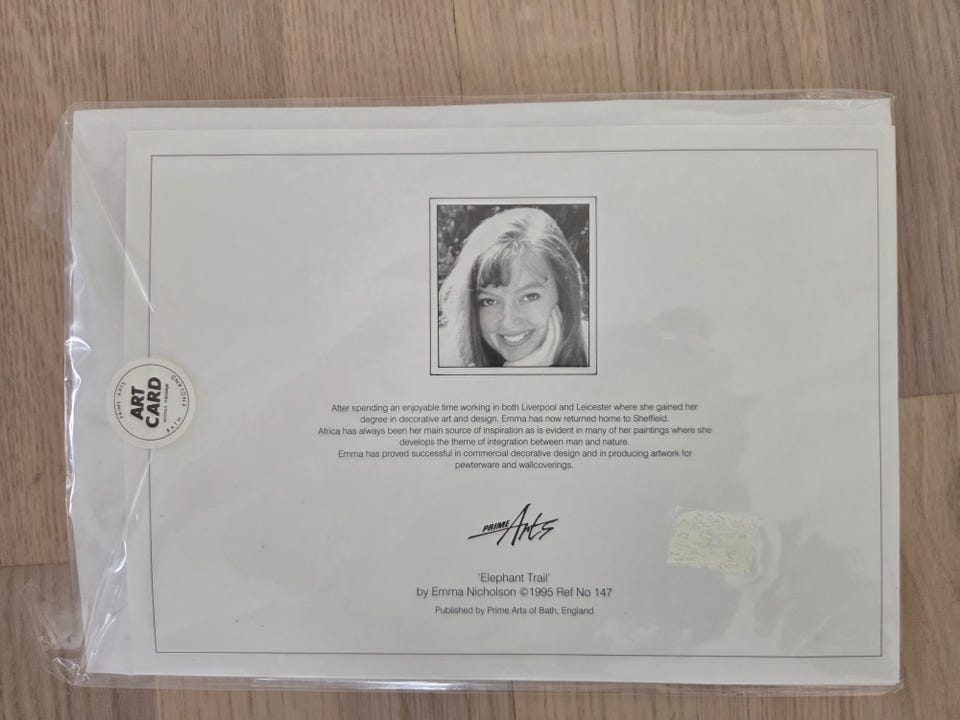 After spending an enjoyable time working in both Liverpool and Leicester where she gained her
degree in decorative art and design, Emma has now returned home to Sheffield.
Africa has always been her main source of inspiration as is evident in many of her paintings where she
develops the theme of integration between man and nature.
Emma has proved successful in commercial decorative design and in producing artwork for
pewterware and wallcoverings.
PRIME ARTS
ART
CARD
BATH ENGLAND
PRIME Arts
'Elephant Trail'
by Emma Nicholson ©1995 Ref No 147
Published by Prime Arts of Bath, England